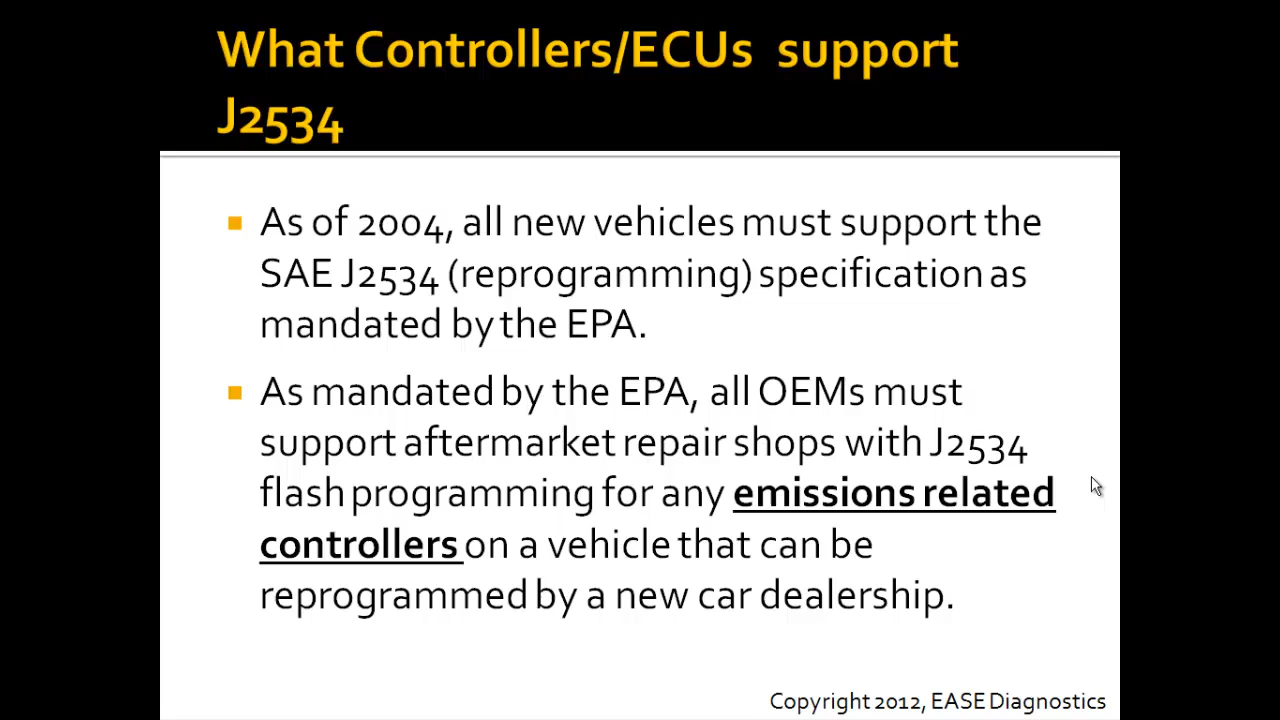 What Controllers/ECUs support
J2534
As of 2004, all new vehicles must support the
SAE J2534 (reprogramming) specification as
mandated by the EPA.
As mandated by the EPA, all OEMs must
support aftermarket repair shops with J2534
flash programming for any emissions related
controllers on a vehicle that can be
reprogrammed by a new car dealership.
Copyright 2012, EASE Diagnostics